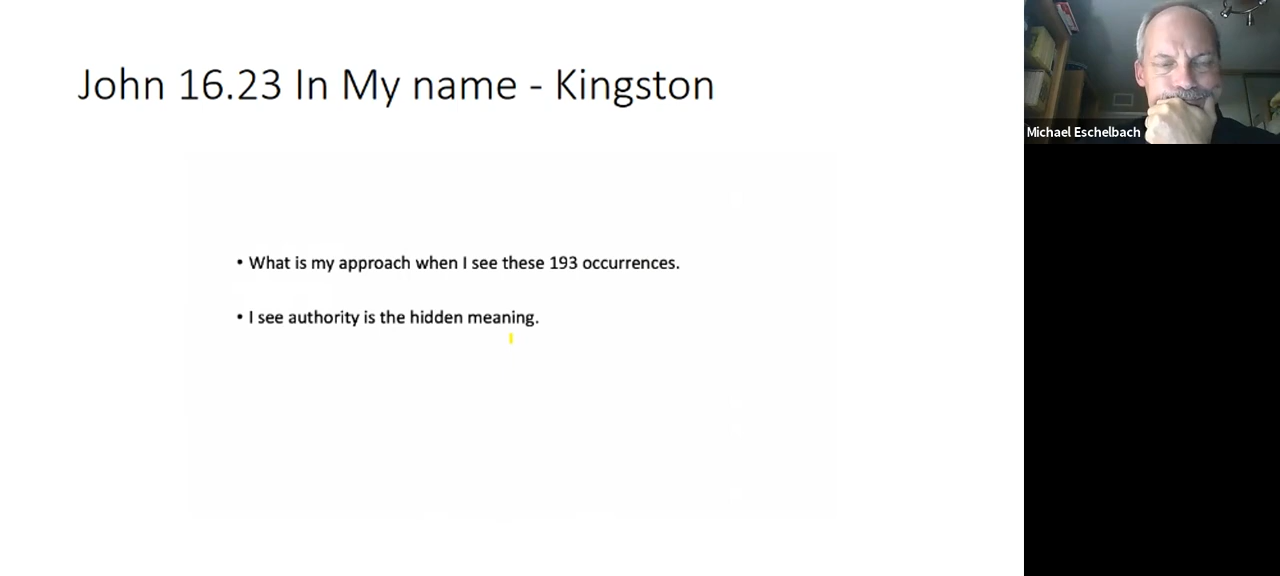 John 16.23 In My name - Kingston
• What is my approach when I see these 193 occurrences.
• I see authority is the hidden meaning.
Michael Eschelbach